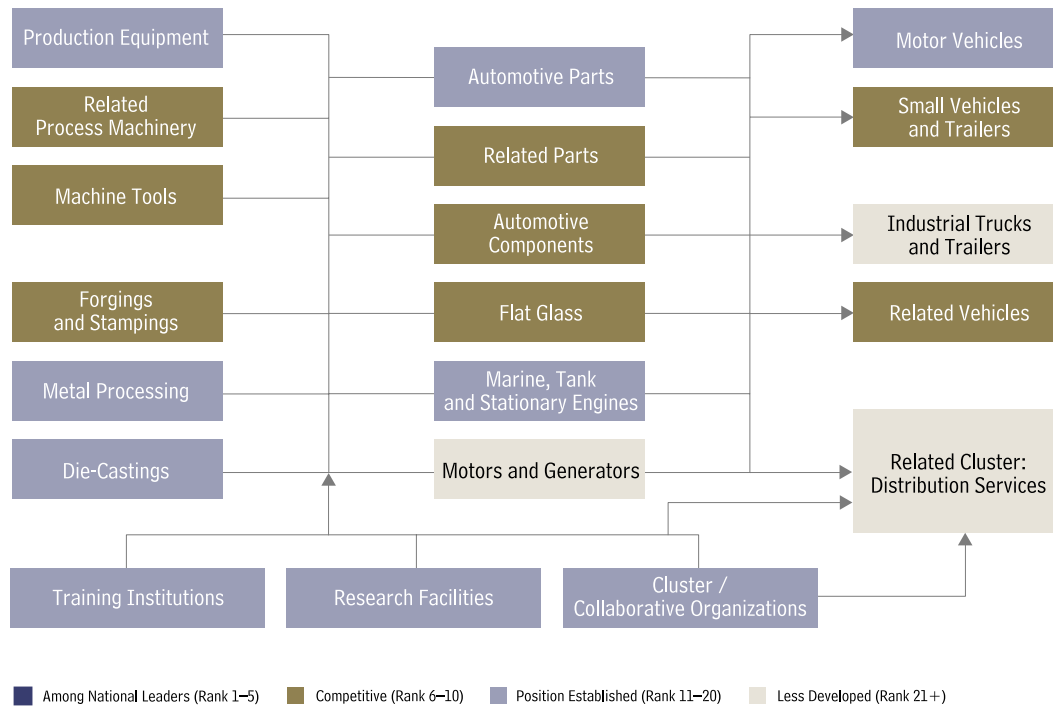 Production Equipment
Related
Process Machinery
Machine Tools
Forgings
and Stampings
Metal Processing
Die-Castings
Automotive Parts
Related Parts
Automotive
Components
Flat Glass
Marine, Tank
and Stationary Engines
Motors and Generators
Motor Vehicles
Small Vehicles
and Trailers
Industrial Trucks
and Trailers
Related Vehicles
Related Cluster:
Distribution Services
Training Institutions
Research Facilities
Cluster /
Collaborative Organizations
Among National Leaders (Rank 1–5)
Competitive (Rank 6–10)
Position Established (Rank 11–20)
Less Developed (Rank 21+)